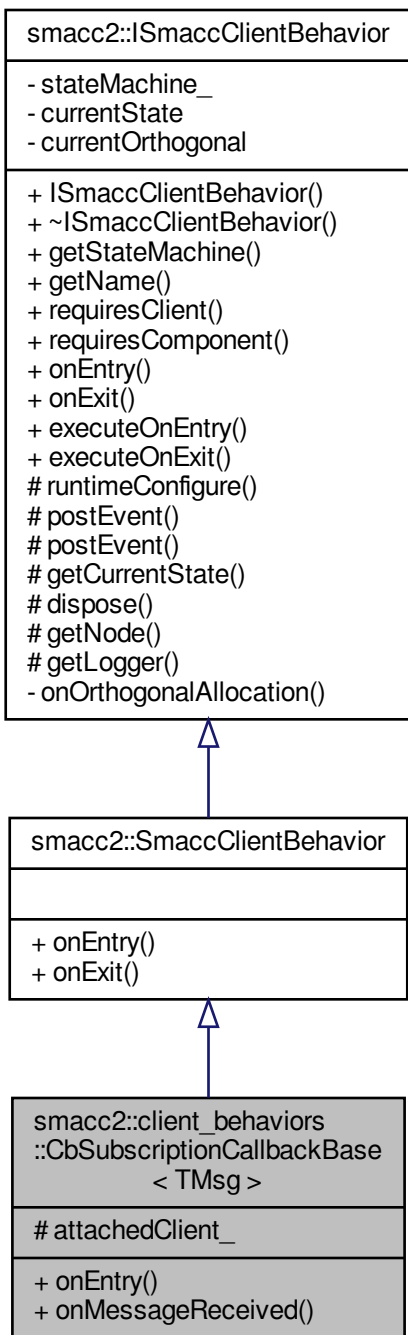 smacc2::ISmaccClientBehavior
- stateMachine_
- currentState
- currentOrthogonal
+ ISmaccClientBehavior()
+ ~ISmaccClientBehavior()
+ getStateMachine()
+ getName()
+ requiresClient()
+ requiresComponent()
+ onEntry()
+ onExit()
+ executeOnEntry()
+ executeOnExit()
# runtimeConfigure()
# postEvent()
# postEvent()
# getCurrentState()
# dispose()
# getNode()
# getLogger()
- onOrthogonalAllocation()
smacc2::SmaccClientBehavior
+ onEntry()
+ onExit()
smacc2::client_behaviors
::CbSubscriptionCallbackBase
< TMsg >
# attachedClient_
+ onEntry()
+ onMessageReceived()